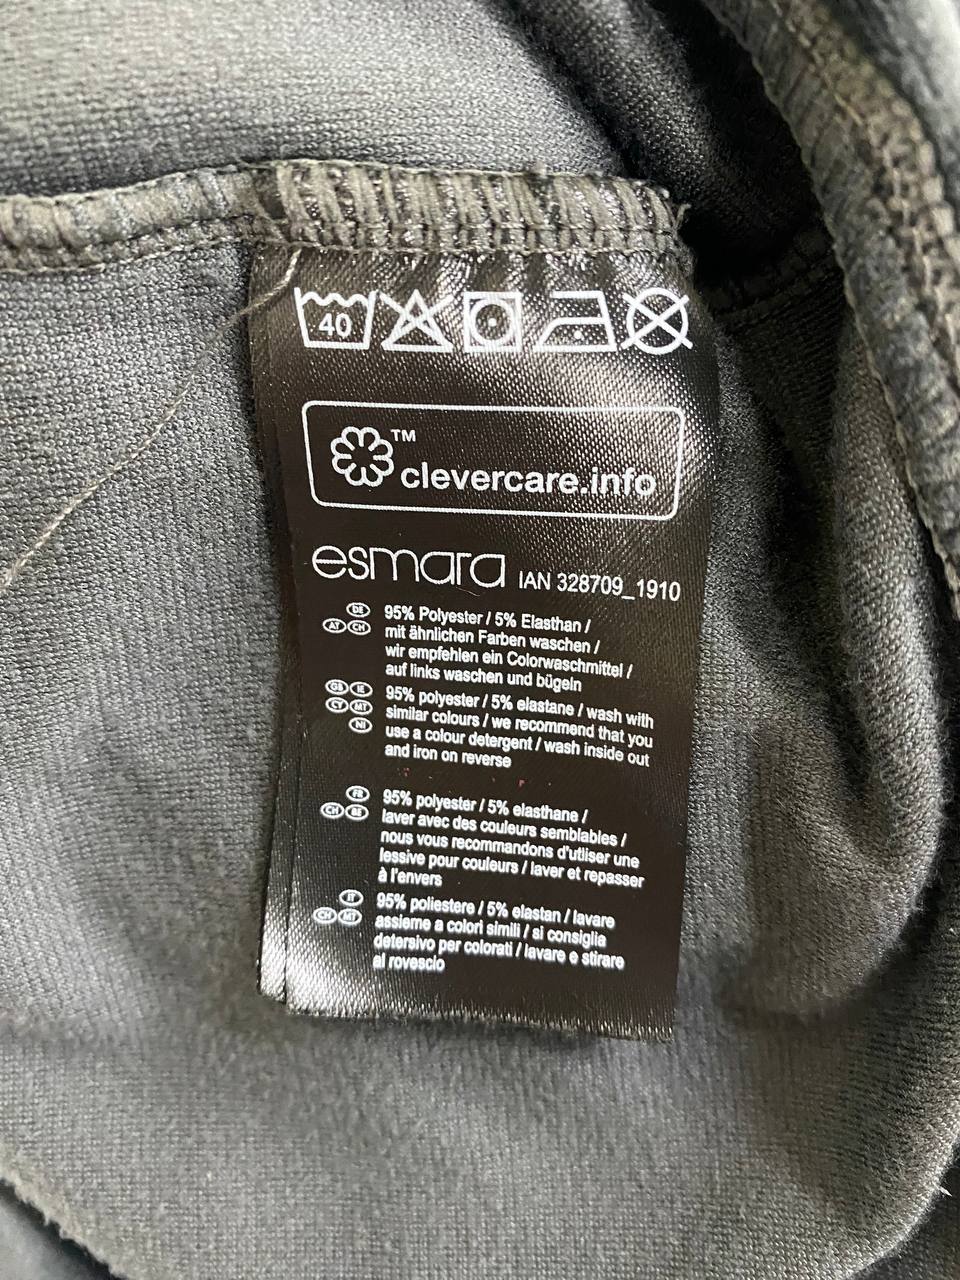 40
TM
clevercare.info
esmara IAN 328709_1910
DE
AT CH
95% Polyester / 5% Elasthan /
mit ähnlichen Farben waschen /
wir empfehlen ein Colorwaschmittel /
auf links waschen und bügeln
GB IE
CY MT
NI
95% polyester / 5% elastane / wash with
similar colours / we recommend that you
use a colour detergent / wash inside out
and iron on reverse
FR
CH BE
95% polyester / 5% elasthane /
laver avec des couleurs semblables /
nous vous recommandons d'utiliser une
lessive pour couleurs / laver et repasser
à l'envers
IT
CH MT
95% poliestere / 5% elastan / lavare
assieme a colori simili / si consiglia
detersivo per colorati / lavare e stirare
al rovescio